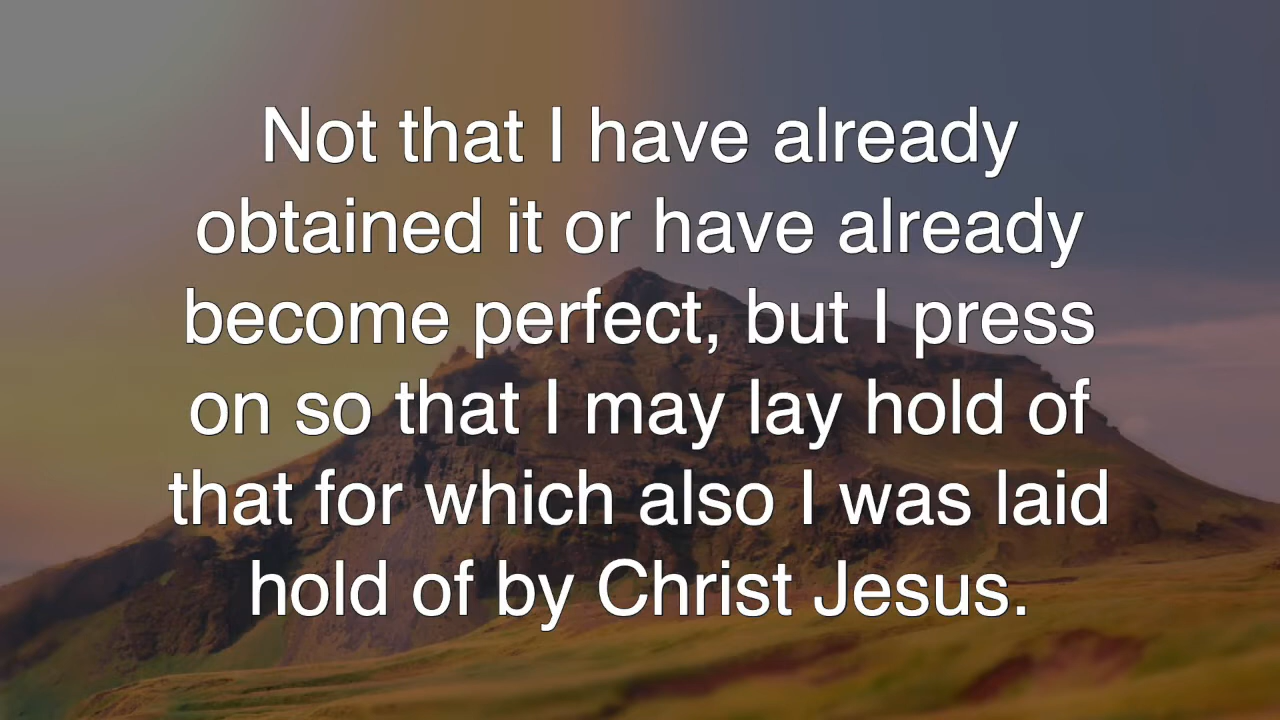 Not that I have already
obtained it or have already
become perfect, but I press
on so that I may lay hold of
that for which also I was laid
hold of by Christ Jesus.